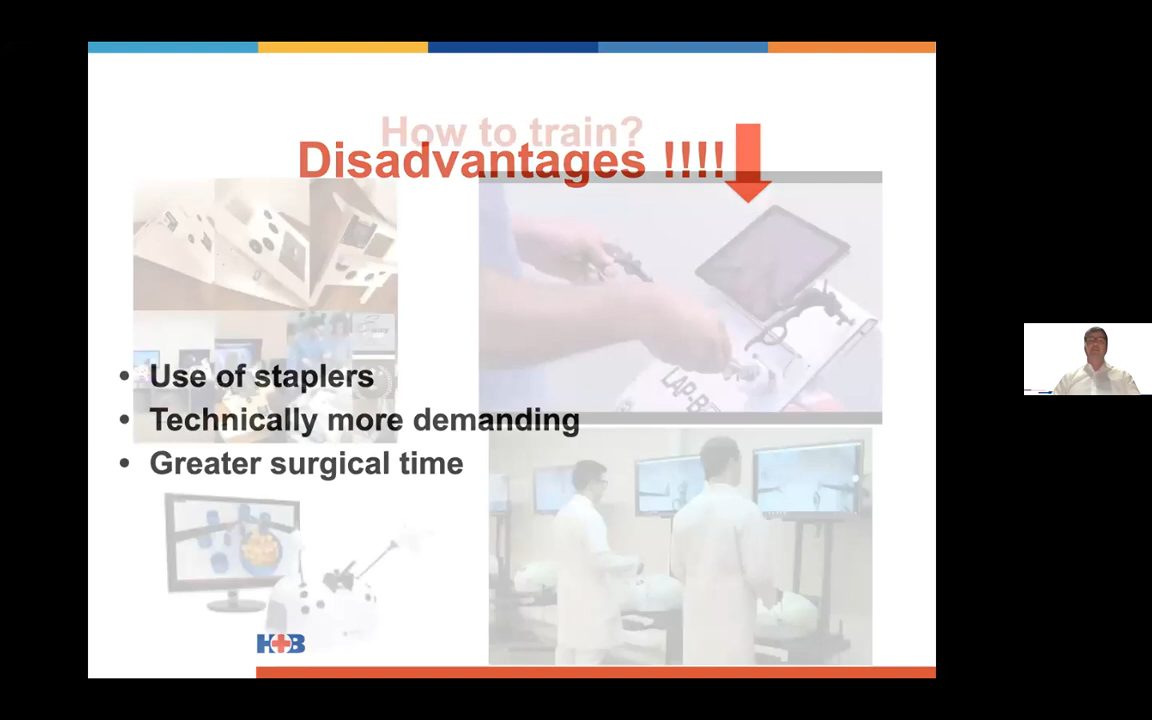 How to train?
Disadvantages !!!!
• Use of staplers
• Technically more demanding
• Greater surgical time
LAP-B
H+B